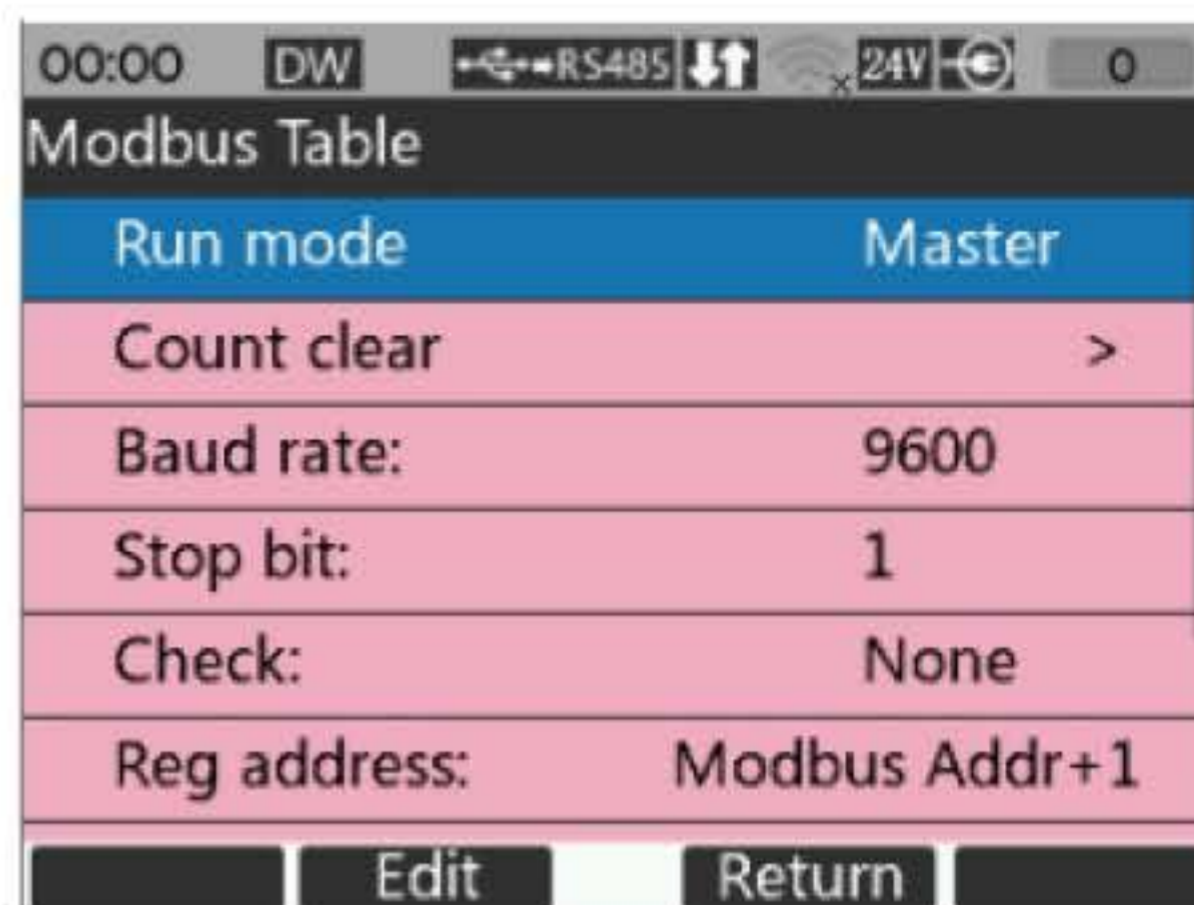 00:00 DW RS485 24V 0
Modbus Table
Run mode Master
Count clear >
Baud rate: 9600
Stop bit: 1
Check: None
Reg address: Modbus Addr+1
Edit Return